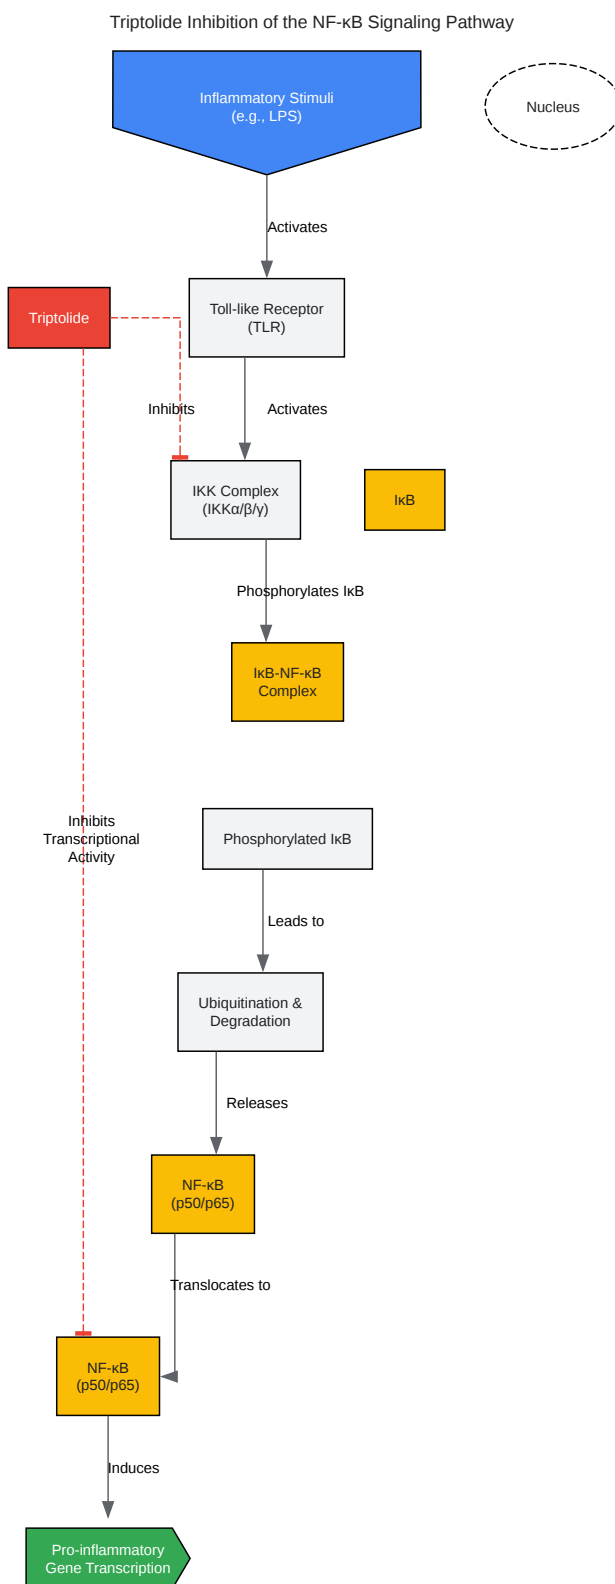 Triptolide Inhibition of the NF-κB Signaling Pathway
Inflammatory Stimuli
(e.g., LPS)
Nucleus
Activates
Toll-like Receptor
(TLR)
Triptolide
Inhibits
Activates
IKK Complex
(IKKα/β/γ)
IκB
Phosphorylates IκB
IκB-NF-κB
Complex
Inhibits
Transcriptional
Activity
Phosphorylated IκB
Leads to
Ubiquitination &
Degradation
Releases
NF-κB
(p50/p65)
Translocates to
NF-κB
(p50/p65)
Induces
Pro-inflammatory
Gene Transcription